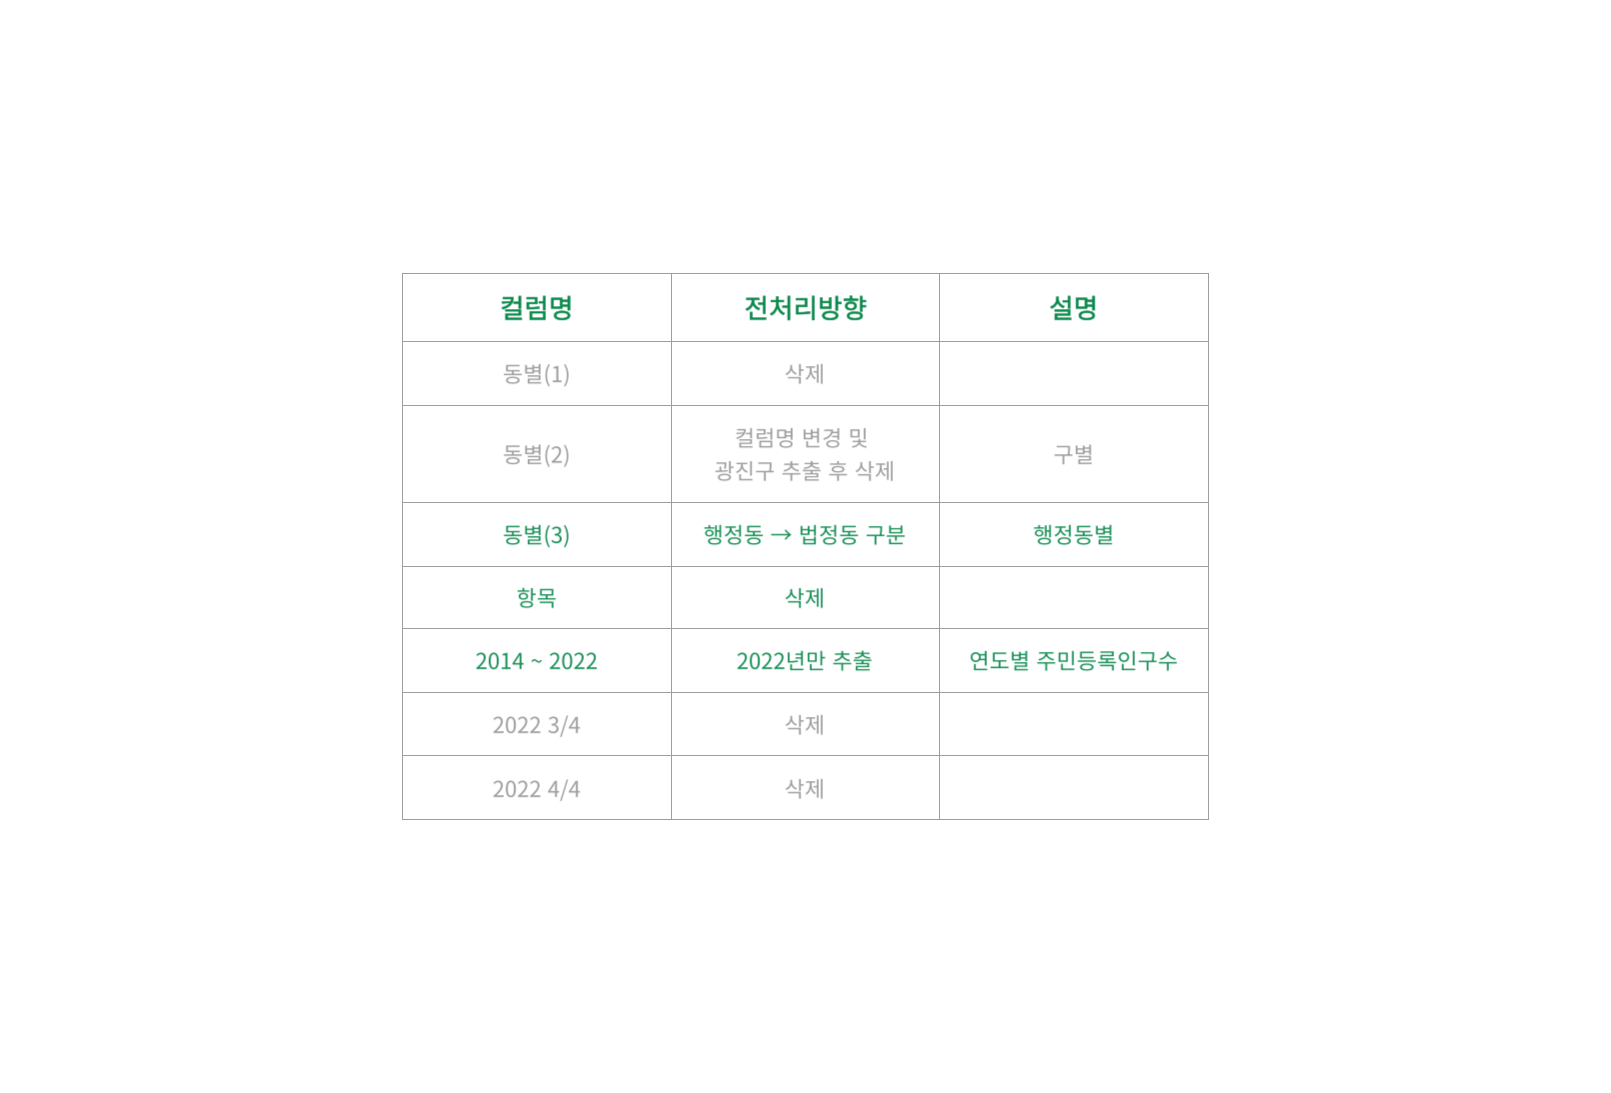 컬럼명 전처리방향 설명
동별(1) 삭제
동별(2) 컬럼명 변경 및 구별
광진구 추출 후 삭제
동별(3) 행정동 → 법정동 구분 행정동별
항목 삭제
2014 ~ 2022 2022년만 추출 연도별 주민등록인구수
2022 3/4 삭제
2022 4/4 삭제